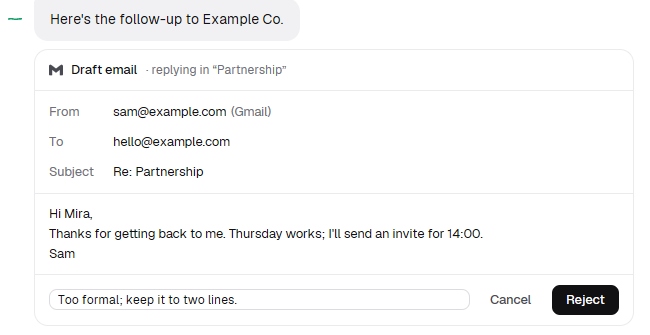 Here's the follow-up to Example Co.
Draft email · replying in “Partnership”
From sam@example.com (Gmail)
To hello@example.com
Subject Re: Partnership
Hi Mira,
Thanks for getting back to me. Thursday works; I'll send an invite for 14:00.
Sam
Too formal; keep it to two lines. Cancel Reject